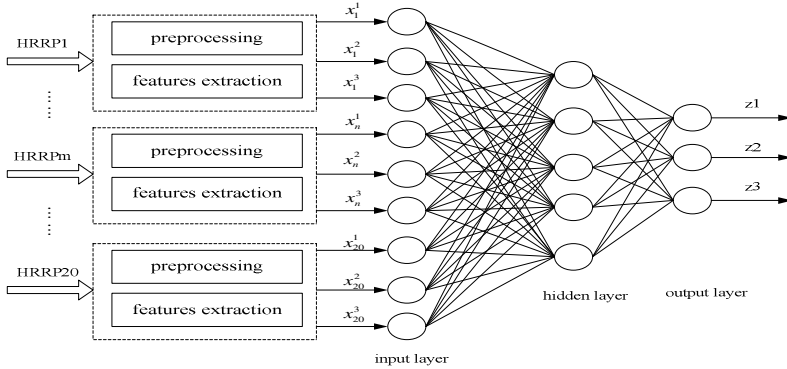 HRRP1
preprocessing
features extraction
x_1^1
x_1^2
x_1^3
HRRPm
preprocessing
features extraction
x_n^1
x_n^2
x_n^3
HRRP20
preprocessing
features extraction
x_20^1
x_20^2
x_20^3
input layer
hidden layer
output layer
z1
z2
z3